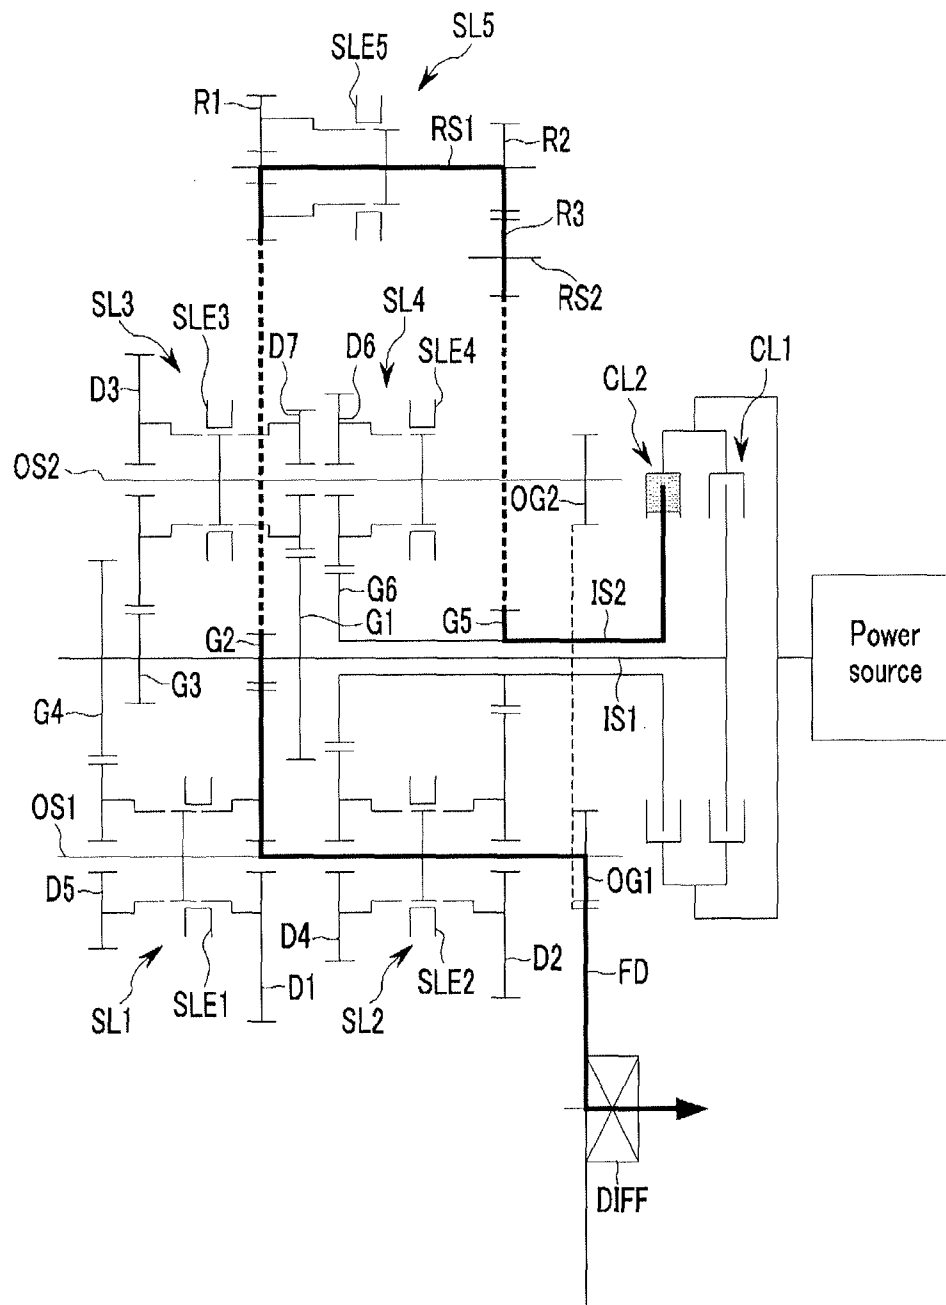 SL5
SLE5
R1
RS1
R2
R3
RS2
SL3
SLE3
SL4
D7
D6
SLE4
CL1
D3
CL2
OS2
OG2
G6
IS2
G1
G5
G2
Power
source
G3
IS1
G4
OS1
D5
OG1
D4
D2
FD
SLE1
SLE2
D1
SL1
SL2
DIFF